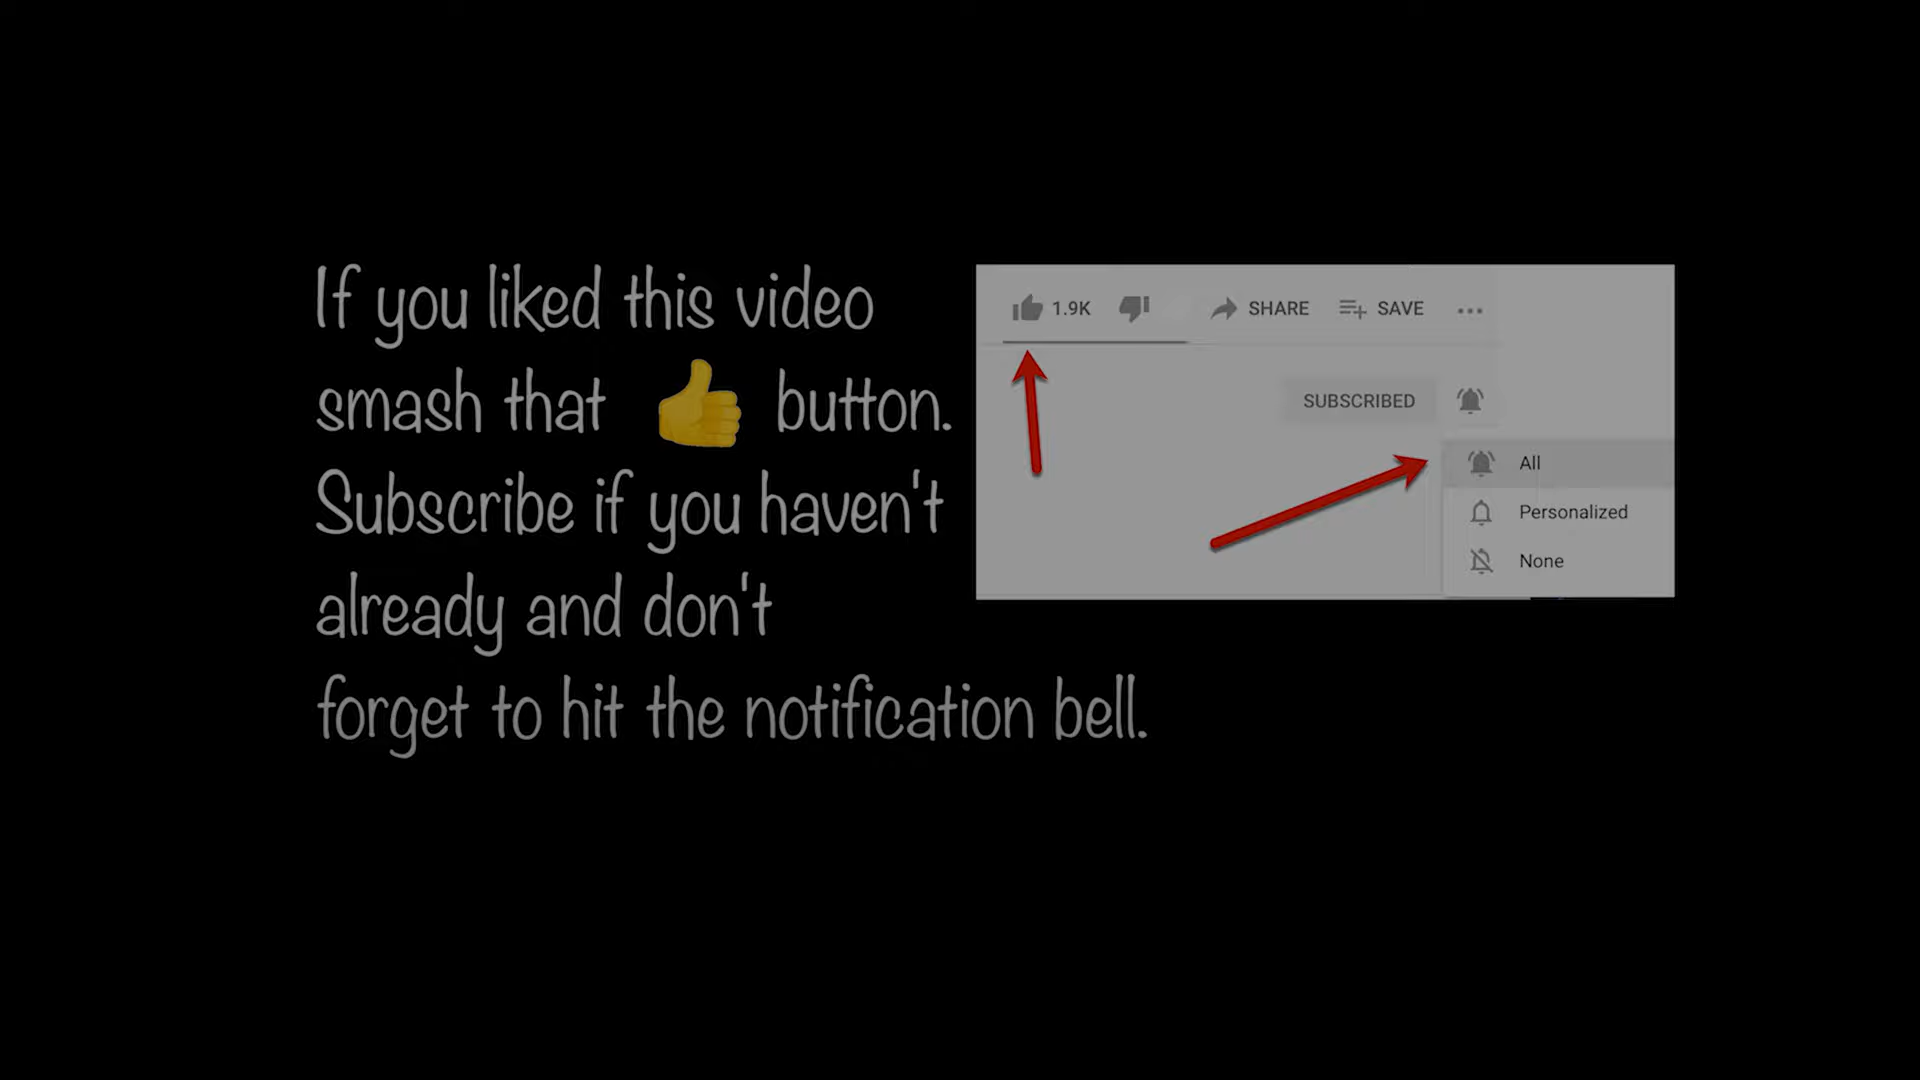 If you liked this video
smash that 👍 button.
Subscribe if you haven't
already and don't
forget to hit the notification bell.
1.9K SHARE SAVE ...
SUBSCRIBED
All
Personalized
None